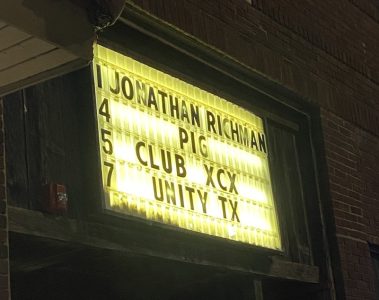 1 JONATHAN RICHMAN
4 PIG
5 CLUB XCX
7 UNITY TX